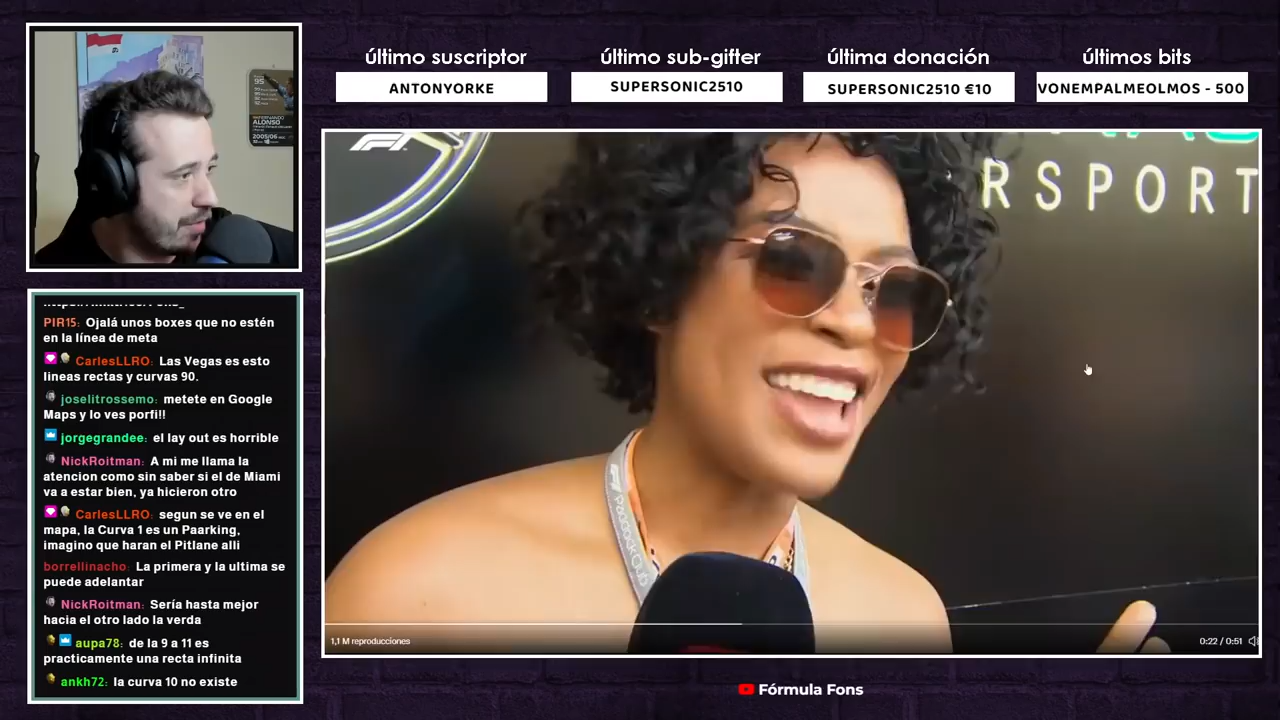 último suscriptor
ANTONYORKE
último sub-gifter
SUPERSONIC2510
última donación
SUPERSONIC2510 €10
últimos bits
VONEMPALMEOLMOS - 500
ALONSO
2005/06
F1
RSPORT
PIR15: Ojalá unos boxes que no estén
en la línea de meta
CarlesLLRO: Las Vegas es esto
lineas rectas y curvas 90.
joselitrossemo: metete en Google
Maps y lo ves porfi!!
jorgegrandee: el lay out es horrible
NickRoitman: A mi me llama la
atencion como sin saber si el de Miami
va a estar bien, ya hicieron otro
CarlesLLRO: segun se ve en el
mapa, la Curva 1 es un Paarking,
imagino que haran el Pitlane alli
borrellinacho: La primera y la ultima se
puede adelantar
NickRoitman: Sería hasta mejor
hacia el otro lado la verda
aupa78: de la 9 a 11 es
practicamente una recta infinita
ankh72: la curva 10 no existe
Paddock Club
1,1 M reproducciones
0:22 / 0:51
Fórmula Fons